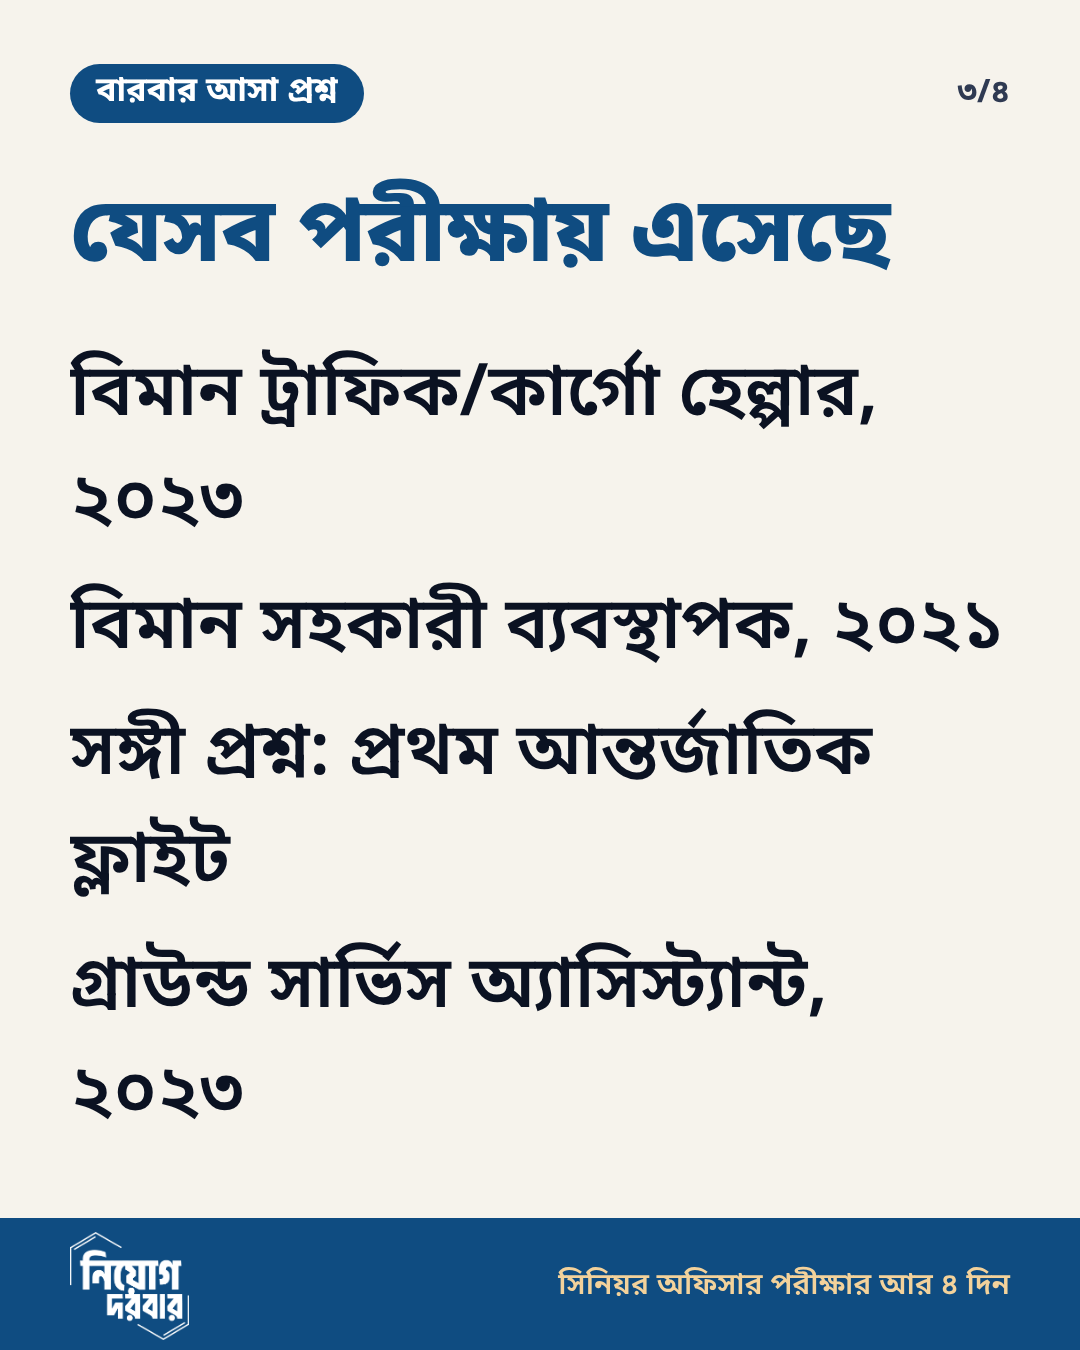 বারবার আসা প্রশ্ন
৩/৪
যেসব পরীক্ষায় এসেছে
বিমান ট্রাফিক/কার্গো হেল্পার,
২০২৩
বিমান সহকারী ব্যবস্থাপক, ২০২১
সঙ্গী প্রশ্ন: প্রথম আন্তর্জাতিক
ফ্লাইট
গ্রাউন্ড সার্ভিস অ্যাসিস্ট্যান্ট,
২০২৩
নিয়োগ
দরবার
সিনিয়র অফিসার পরীক্ষার আর ৪ দিন